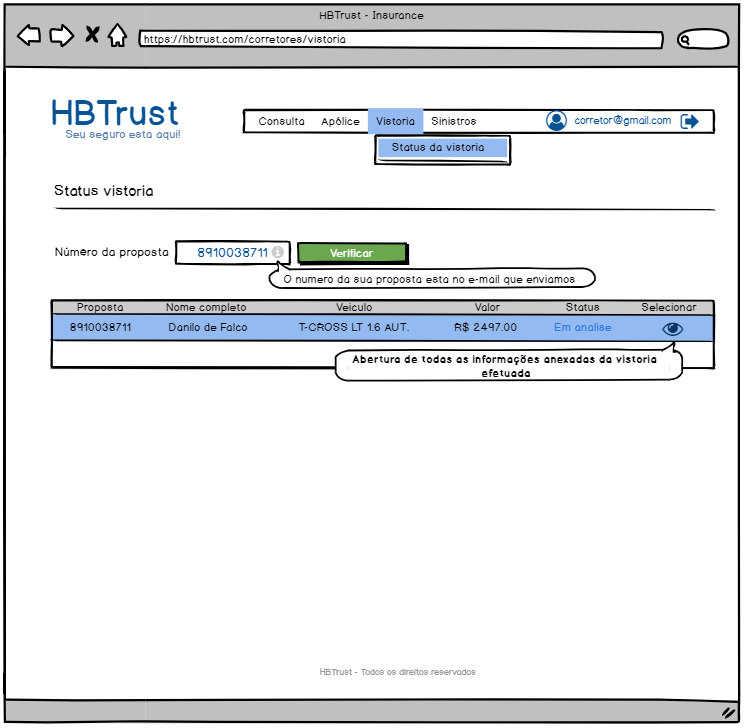 HBTrust - Insurance
https://hbtrust.com/corretores/vistoria
HBTrust
Seu seguro esta aqui!
Consulta Apólice Vistoria Sinistros corretor@gmail.com
Status da vistoria
Status vistoria
Número da proposta 8910038711 Verificar
O numero da sua proposta esta no e-mail que enviamos
Proposta Nome completo Veiculo Valor Status Selecionar
8910038711 Danilo de Falco T-CROSS LT 1.6 AUT. R$ 2497.00 Em analise
Abertura de todas as informações anexadas da vistoria
efetuada
HBTrust - Todos os direitos reservados